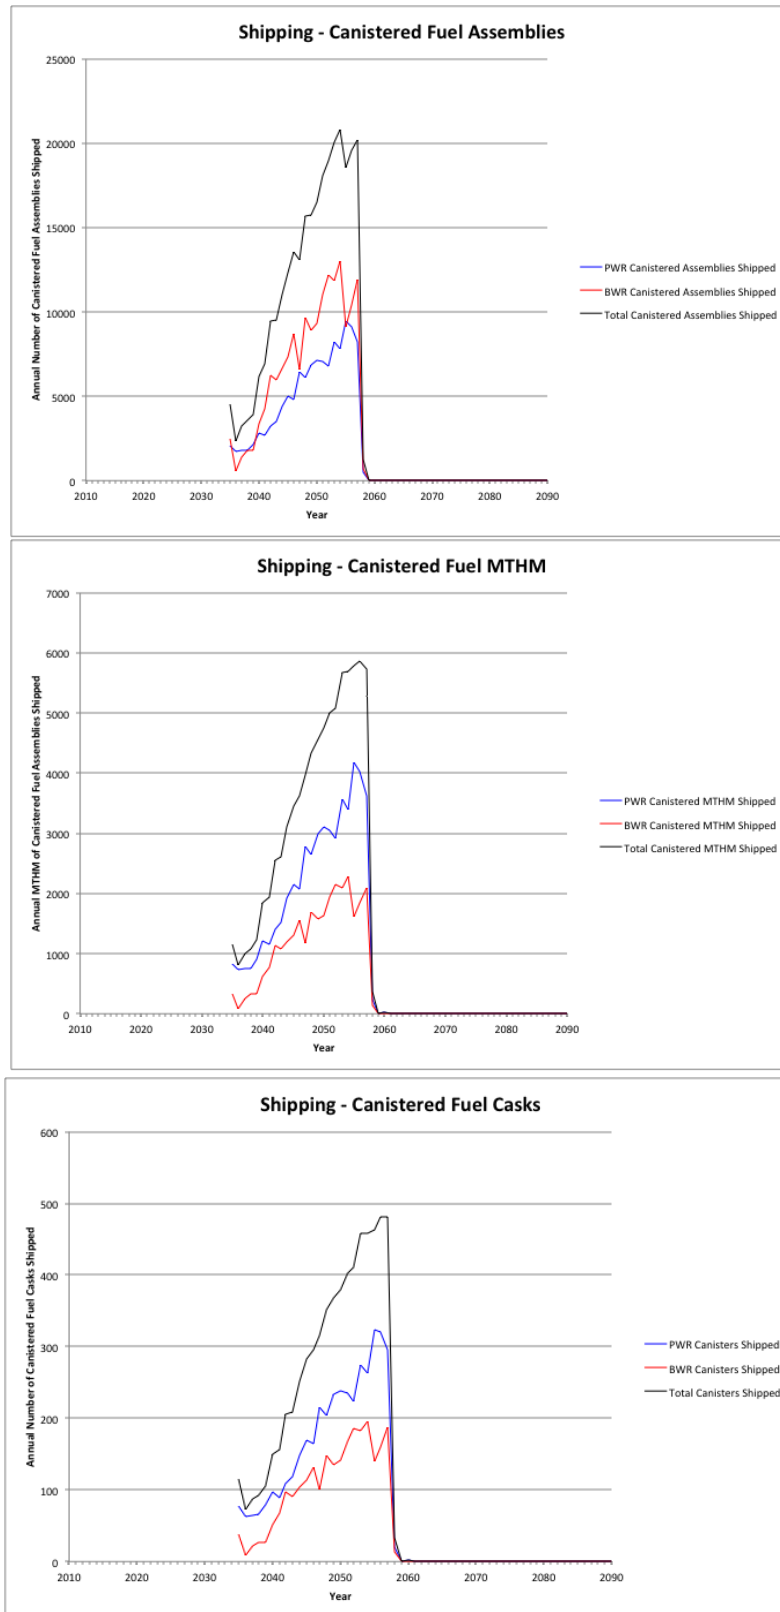 Shipping - Canistered Fuel Assemblies
25000
20000
15000
10000
5000
0
Annual Number of Canistered Fuel Assemblies Shipped
2010 2020 2030 2040 2050 2060 2070 2080 2090
Year
PWR Canistered Assemblies Shipped
BWR Canistered Assemblies Shipped
Total Canistered Assemblies Shipped
Shipping - Canistered Fuel MTHM
7000
6000
5000
4000
3000
2000
1000
0
Annual MTHM of Canistered Fuel Assemblies Shipped
2010 2020 2030 2040 2050 2060 2070 2080 2090
Year
PWR Canistered MTHM Shipped
BWR Canistered MTHM Shipped
Total Canistered MTHM Shipped
Shipping - Canistered Fuel Casks
600
500
400
300
200
100
0
Annual Number of Canistered Fuel Casks Shipped
2010 2020 2030 2040 2050 2060 2070 2080 2090
Year
PWR Canisters Shipped
BWR Canisters Shipped
Total Canisters Shipped